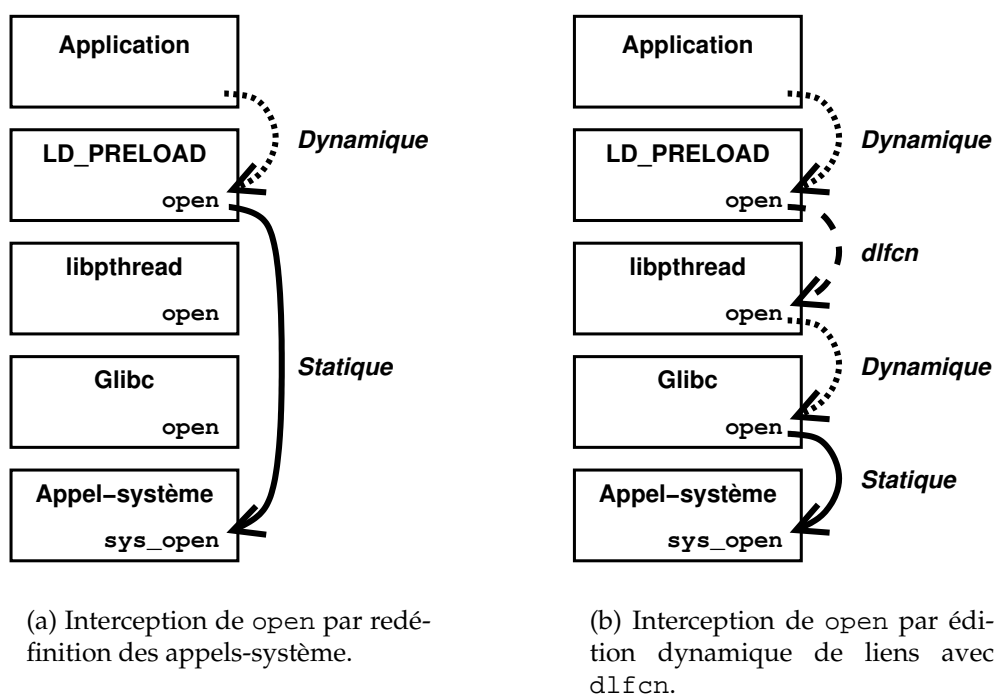 Application
Dynamique
LD_PRELOAD
open
libpthread
open
Statique
Glibc
open
Appel–système
sys_open
(a) Interception de open par redé-
finition des appels-système.
Application
Dynamique
LD_PRELOAD
open
dlfcn
libpthread
open
Dynamique
Glibc
open
Statique
Appel–système
sys_open
(b) Interception de open par édi-
tion dynamique de liens avec
dlfcn.